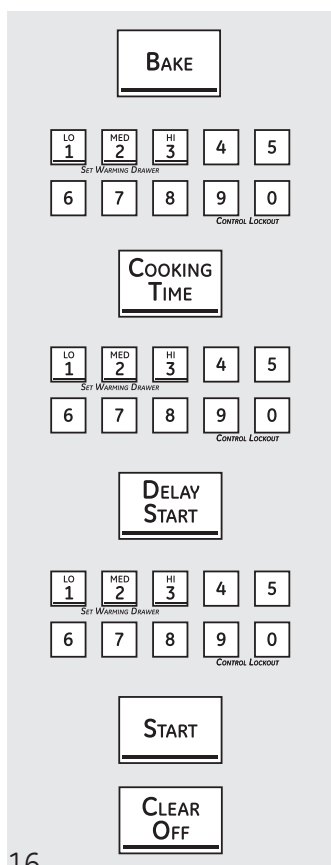 BAKE
LO MED HI
1 2 3 4 5
SET WARMING DRAWER
6 7 8 9 0
CONTROL LOCKOUT
COOKING
TIME
LO MED HI
1 2 3 4 5
SET WARMING DRAWER
6 7 8 9 0
CONTROL LOCKOUT
DELAY
START
LO MED HI
1 2 3 4 5
SET WARMING DRAWER
6 7 8 9 0
CONTROL LOCKOUT
START
CLEAR
OFF
16